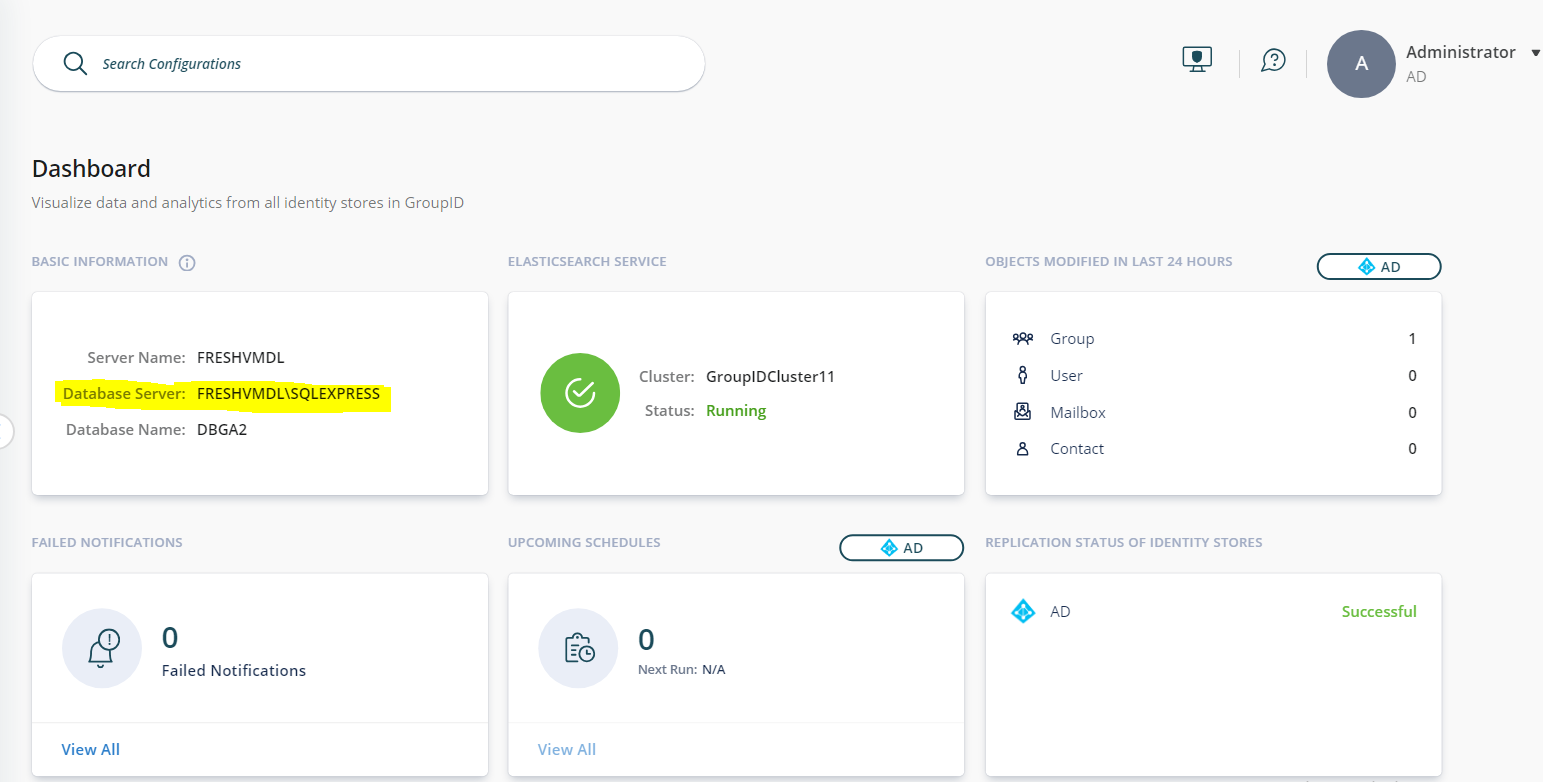 Search Configurations
A
Administrator
AD
Dashboard
Visualize data and analytics from all identity stores in GroupID
BASIC INFORMATION
Server Name: FRESHVMDL
Database Server: FRESHVMDL\SQLEXPRESS
Database Name: DBGA2
ELASTICSEARCH SERVICE
Cluster: GroupIDCluster11
Status: Running
OBJECTS MODIFIED IN LAST 24 HOURS
AD
Group 1
User 0
Mailbox 0
Contact 0
FAILED NOTIFICATIONS
0
Failed Notifications
View All
UPCOMING SCHEDULES
AD
0
Next Run: N/A
View All
REPLICATION STATUS OF IDENTITY STORES
AD Successful